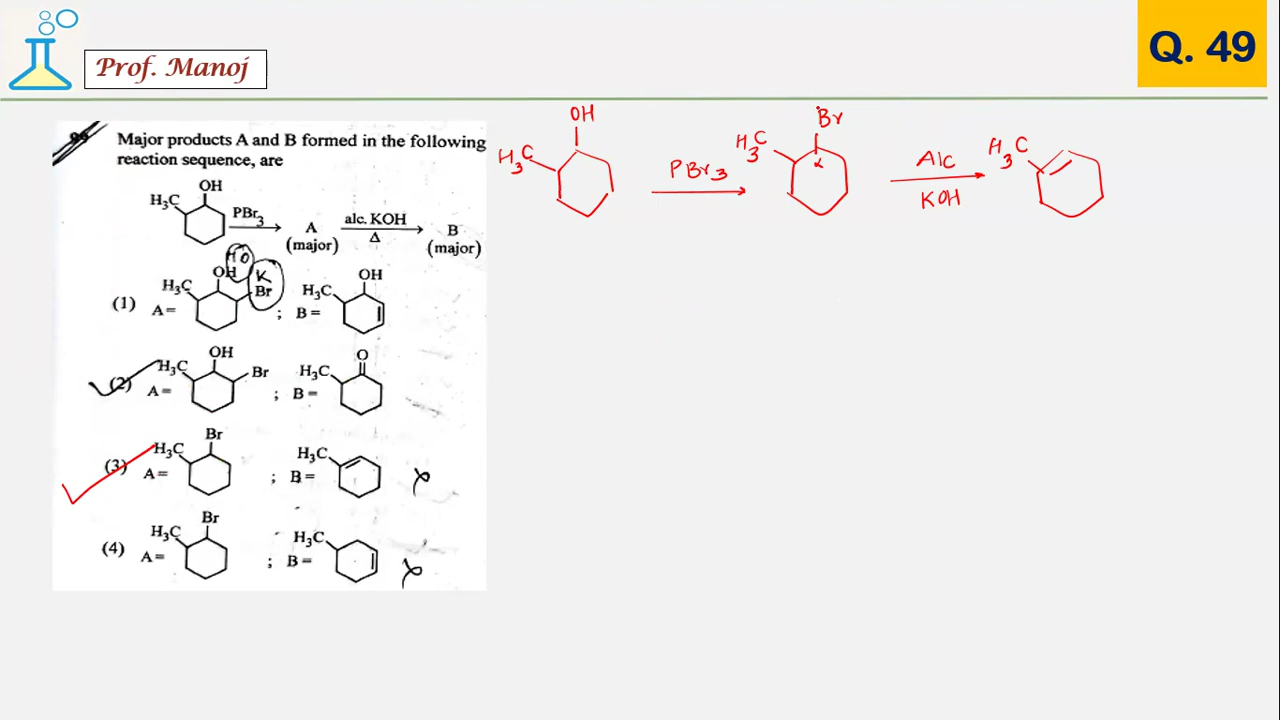 Prof. Manoj
Q. 49
Major products A and B formed in the following
reaction sequence, are
OH
H₃C
PBr₃
A
(major)
alc. KOH
Δ
B
(major)
(1) A=
H₃C
OH
Br
HO
K
; B=
H₃C
OH
(2) A=
H₃C
OH
Br
; B=
H₃C
O
(3) A=
H₃C
Br
; B=
H₃C
(4) A=
H₃C
Br
; B=
H₃C
OH
H₃C
PBr₃
H₃C
Br
Alc
KOH
H₃C